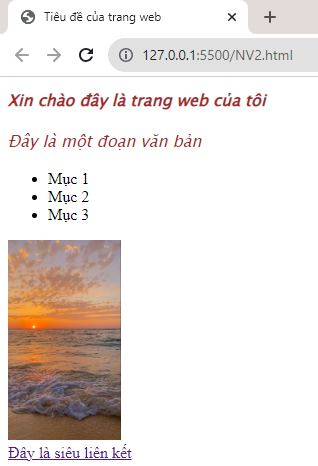 Tiêu đề của trang web
127.0.0.1:5500/NV2.html
Xin chào đây là trang web của tôi
Đây là một đoạn văn bản
Mục 1
Mục 2
Mục 3
Đây là siêu liên kết